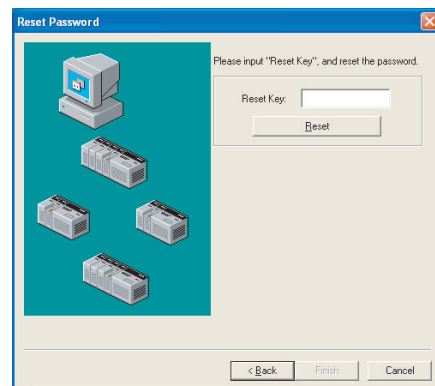 Reset Password
Please input "Reset Key", and reset the password.
Reset Key:
Reset
< Back
Finish
Cancel